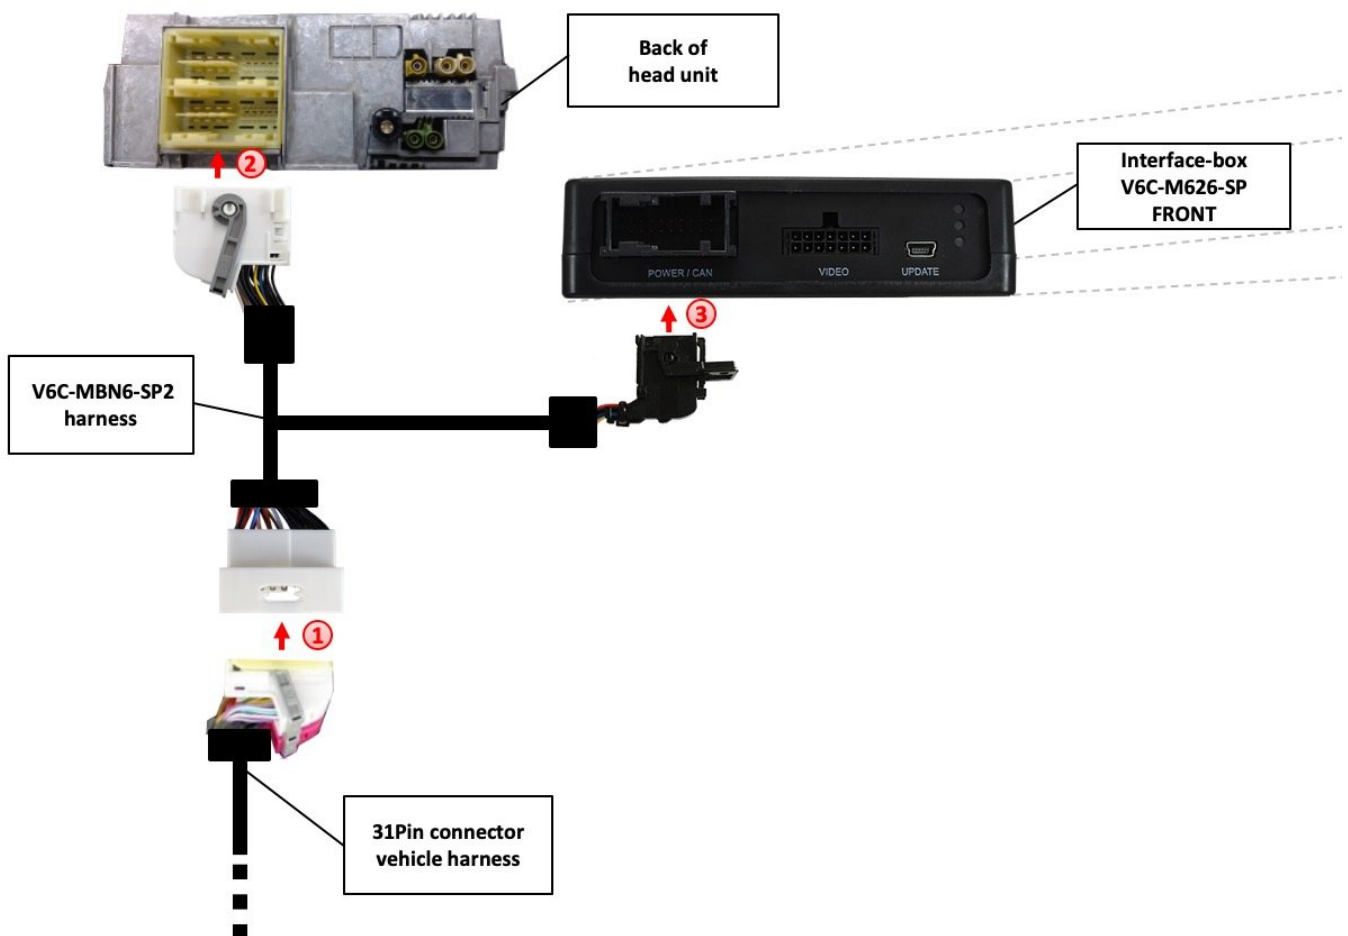 Back of
head unit
2
Interface-box
V6C-M626-SP
FRONT
POWER / CAN
VIDEO
UPDATE
3
V6C-MBN6-SP2
harness
1
31Pin connector
vehicle harness